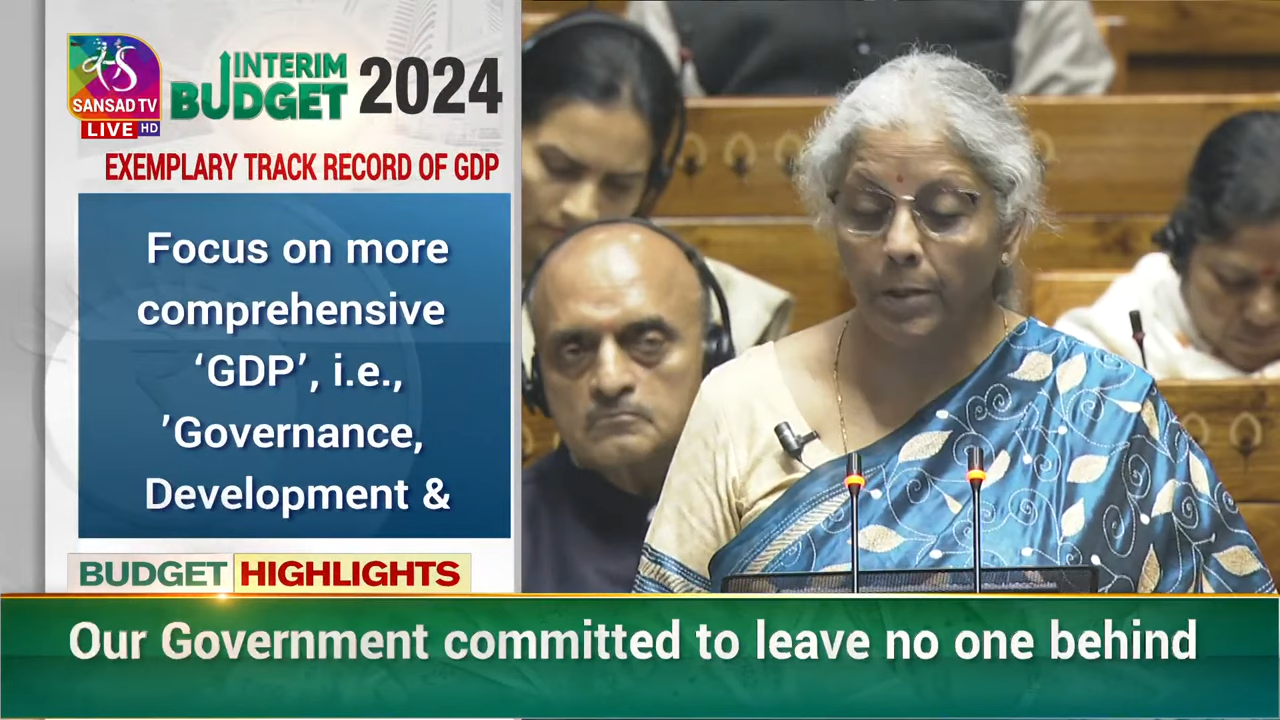 SANSAD TV
LIVE HD
INTERIM
BUDGET 2024
EXEMPLARY TRACK RECORD OF GDP
Focus on more
comprehensive
‘GDP’, i.e.,
’Governance,
Development &
BUDGET HIGHLIGHTS
Our Government committed to leave no one behind